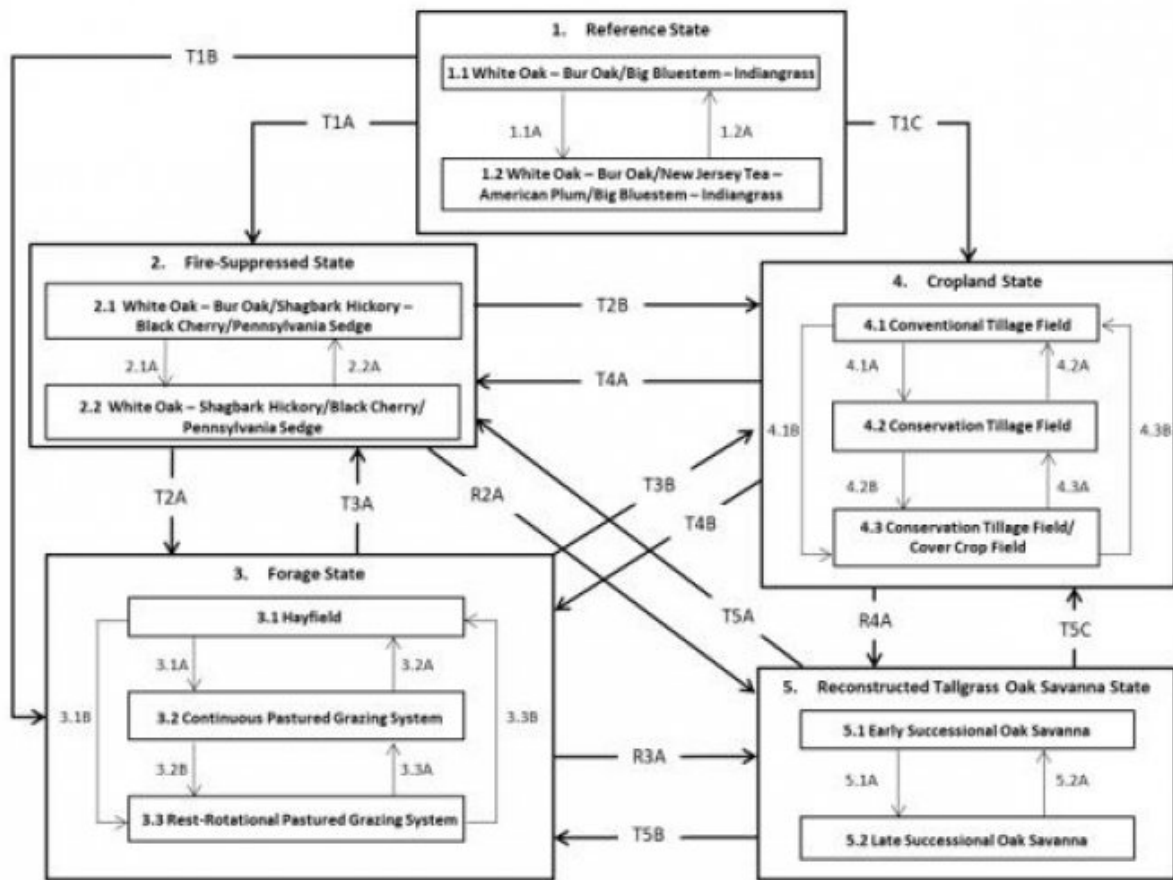 1. Reference State
1.1 White Oak – Bur Oak/Big Bluestem – Indiangrass
1.1A
1.2A
1.2 White Oak – Bur Oak/New Jersey Tea –
American Plum/Big Bluestem – Indiangrass
T1B
T1A
T1C
2. Fire-Suppressed State
2.1 White Oak – Bur Oak/Shagbark Hickory –
Black Cherry/Pennsylvania Sedge
2.1A
2.2A
2.2 White Oak – Shagbark Hickory/Black Cherry/
Pennsylvania Sedge
T2B
T4A
4. Cropland State
4.1 Conventional Tillage Field
4.1A
4.2A
4.1B
4.2 Conservation Tillage Field
4.3B
4.2B
4.3A
4.3 Conservation Tillage Field/
Cover Crop Field
T2A
T3A
R2A
T3B
T4B
T5A
R4A
T5C
3. Forage State
3.1 Hayfield
3.1A
3.2A
3.1B
3.2 Continuous Pastured Grazing System
3.3B
3.2B
3.3A
3.3 Rest-Rotational Pastured Grazing System
R3A
T5B
5. Reconstructed Tallgrass Oak Savanna State
5.1 Early Successional Oak Savanna
5.1A
5.2A
5.2 Late Successional Oak Savanna